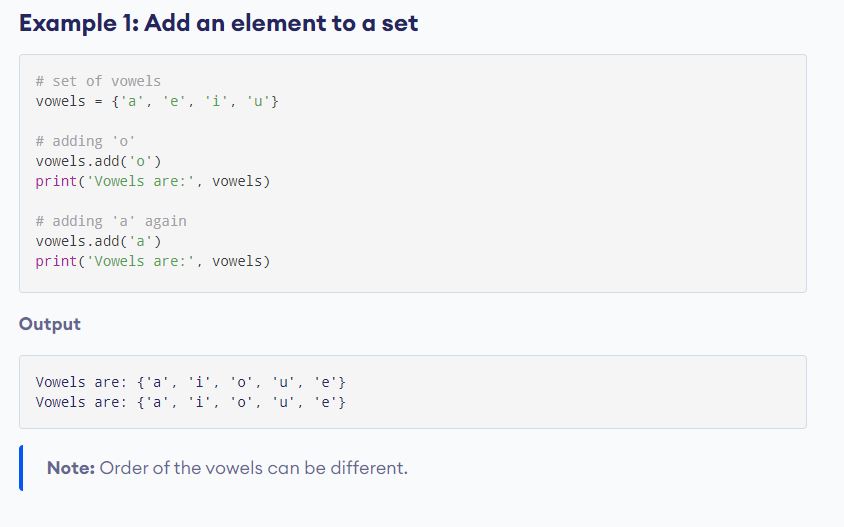 Example 1: Add an element to a set
# set of vowels
vowels = {'a', 'e', 'i', 'u'}
# adding 'o'
vowels.add('o')
print('Vowels are:', vowels)
# adding 'a' again
vowels.add('a')
print('Vowels are:', vowels)
Output
Vowels are: {'a', 'i', 'o', 'u', 'e'}
Vowels are: {'a', 'i', 'o', 'u', 'e'}
Note: Order of the vowels can be different.